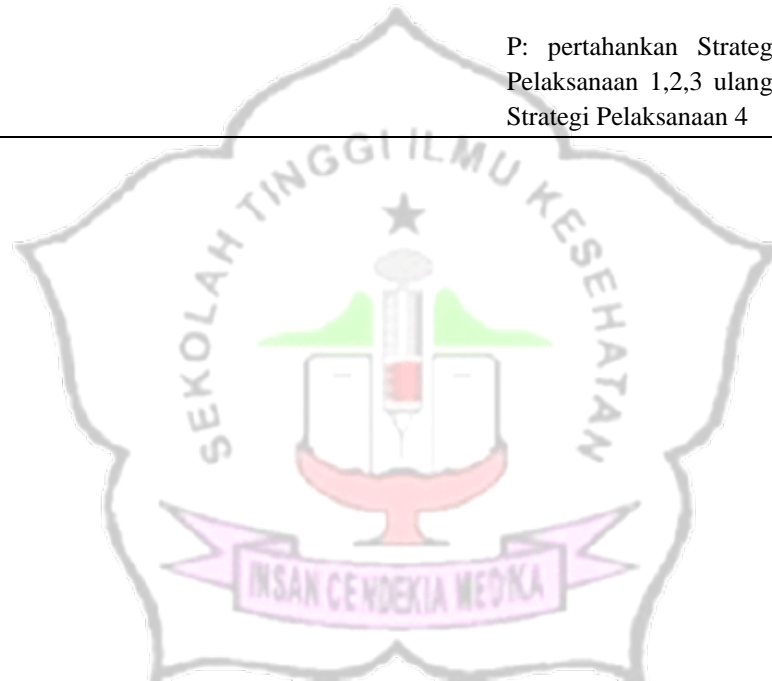 P: pertahankan Strateg
Pelaksanaan 1,2,3 ulang
Strategi Pelaksanaan 4
SEKOLAH TINGGI ILMU KESEHATAN
INSAN CENDEKIA MEDIKA